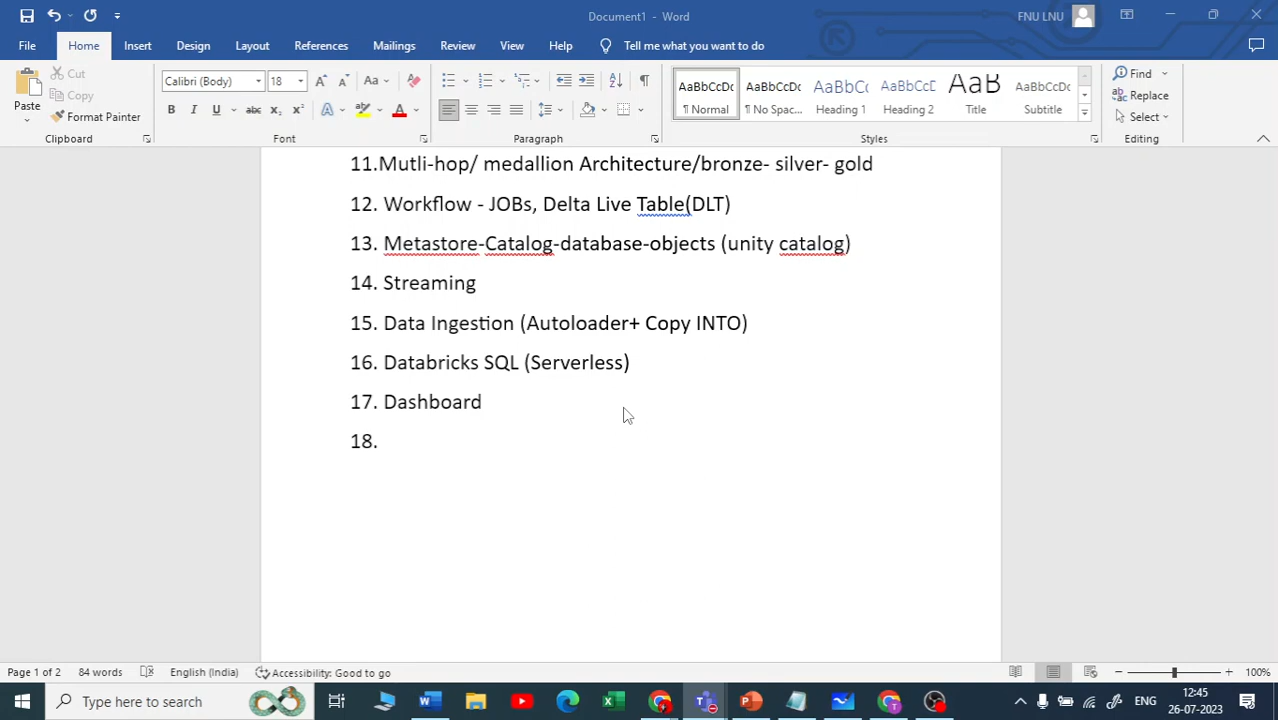 Document1 - Word
FNU LNU
File Home Insert Design Layout References Mailings Review View Help Tell me what you want to do
Paste
Cut
Copy
Format Painter
Clipboard
Calibri (Body) 18
Font
Paragraph
AaBbCcDc AaBbCcDc AaBbCc AaBbCcD AaB AaBbCcDc
¶ Normal ¶ No Spac... Heading 1 Heading 2 Title Subtitle
Styles
Find
Replace
Select
Editing
11.Mutli-hop/ medallion Architecture/bronze- silver- gold
12. Workflow - JOBs, Delta Live Table(DLT)
13. Metastore-Catalog-database-objects (unity catalog)
14. Streaming
15. Data Ingestion (Autoloader+ Copy INTO)
16. Databricks SQL (Serverless)
17. Dashboard
18.
Page 1 of 2 84 words English (India) Accessibility: Good to go 100%
Type here to search
ENG
12:45
26-07-2023